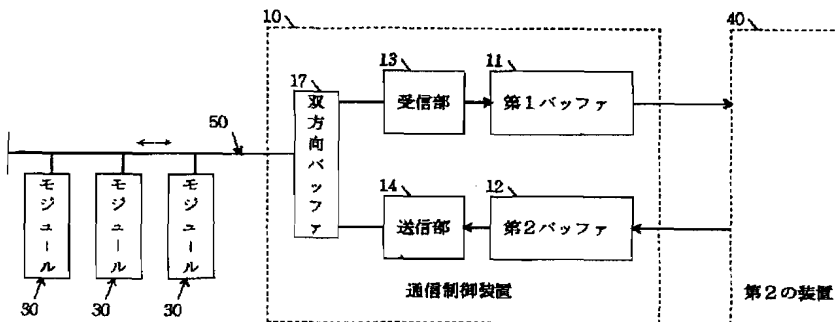 10
40
13
11
17
双方向バッファ
受信部
第1バッファ
50
14
12
送信部
第2バッファ
モジュール
モジュール
モジュール
30
30
30
通信制御装置
第2の装置